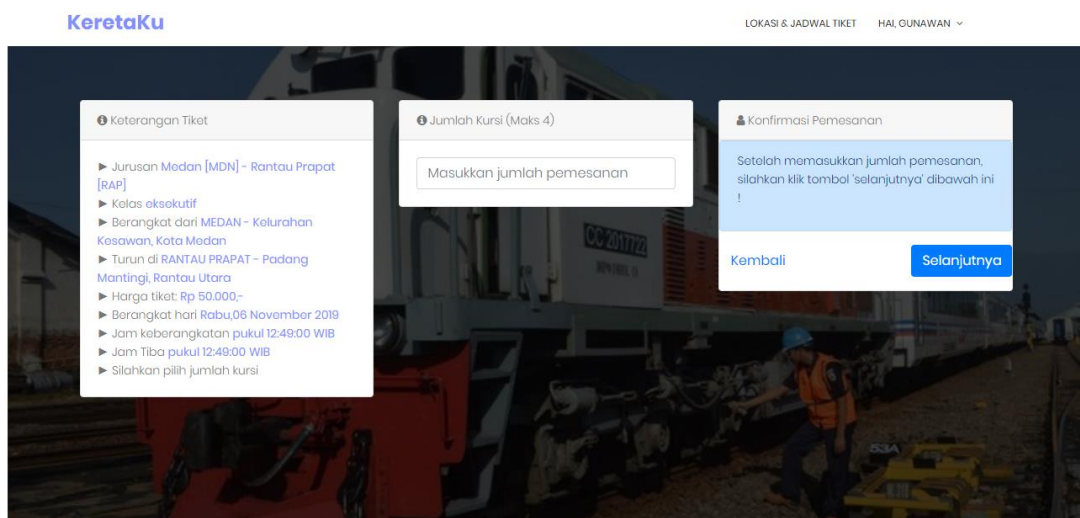 KeretaKu
LOKASI & JADWAL TIKET
HAI, GUNAWAN
Keterangan Tiket
► Jurusan Medan [MDN] - Rantau Prapat
[RAP]
► Kelas eksekutif
► Berangkat dari MEDAN - Kelurahan
Kesawan, Kota Medan
► Turun di RANTAU PRAPAT - Padang
Mantingi, Rantau Utara
► Harga tiket: Rp 50.000,-
► Berangkat hari Rabu,06 November 2019
► Jam keberangkatan pukul 12:49:00 WIB
► Jam Tiba pukul 12:49:00 WIB
► Silahkan pilih jumlah kursi
Jumlah Kursi (Maks 4)
Masukkan jumlah pemesanan
Konfirmasi Pemesanan
Setelah memasukkan jumlah pemesanan,
silahkan klik tombol 'selanjutnya' dibawah ini
!
Kembali
Selanjutnya
CC 2017722
53A